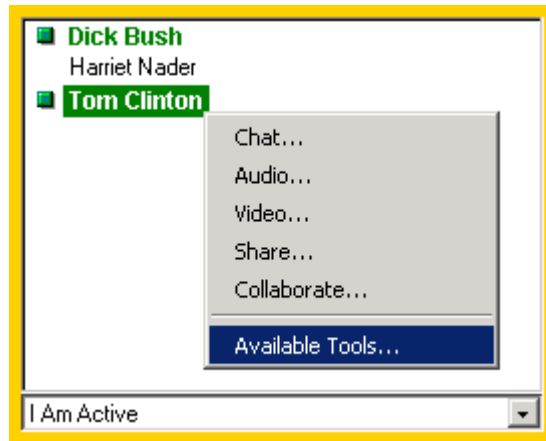 Dick Bush
Harriet Nader
Tom Clinton
Chat...
Audio...
Video...
Share...
Collaborate...
Available Tools...
I Am Active